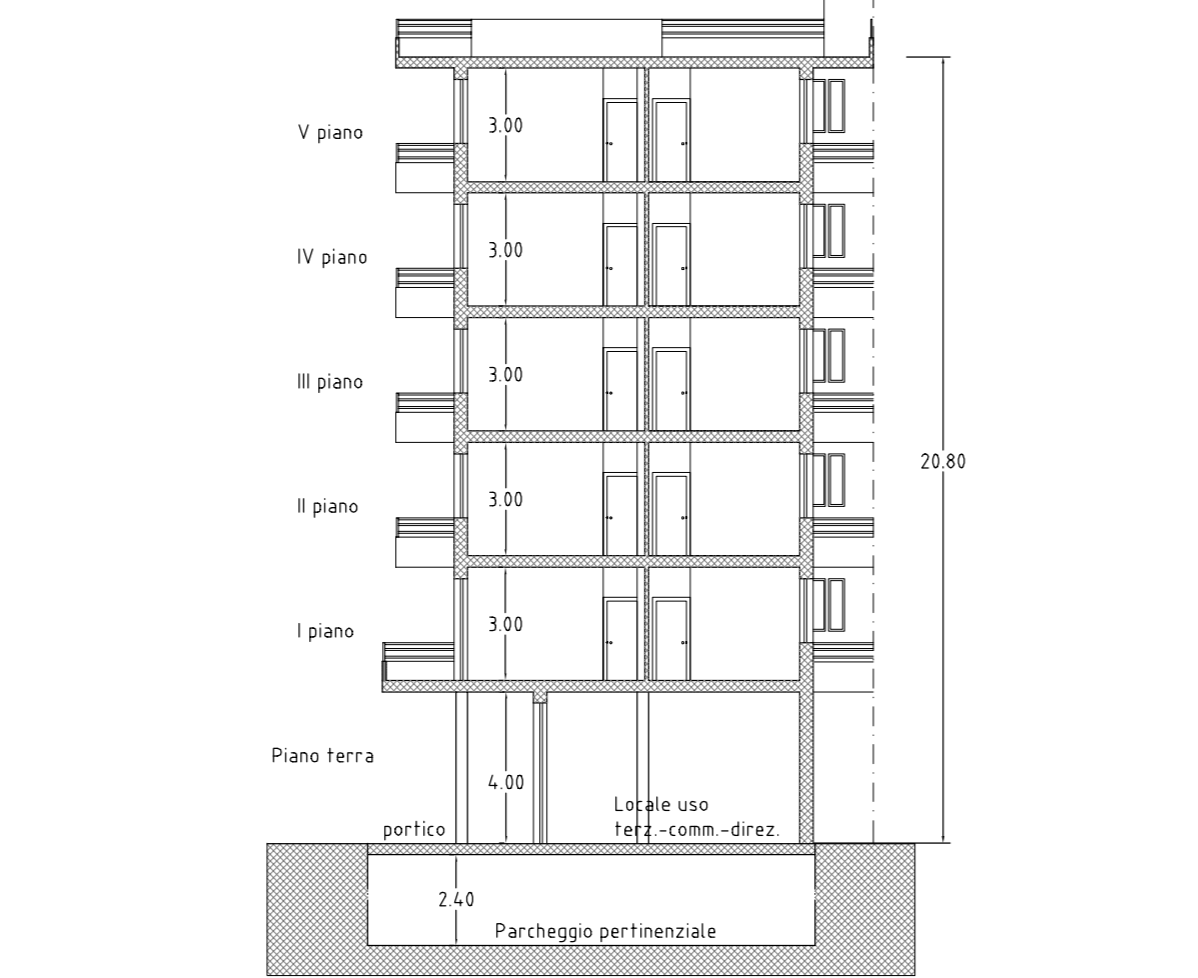 V piano
3.00
IV piano
3.00
III piano
3.00
20.80
II piano
3.00
I piano
3.00
Piano terra
4.00
Locale uso
portico
terz.-comm.-direz.
2.40
Parcheggio pertinenziale